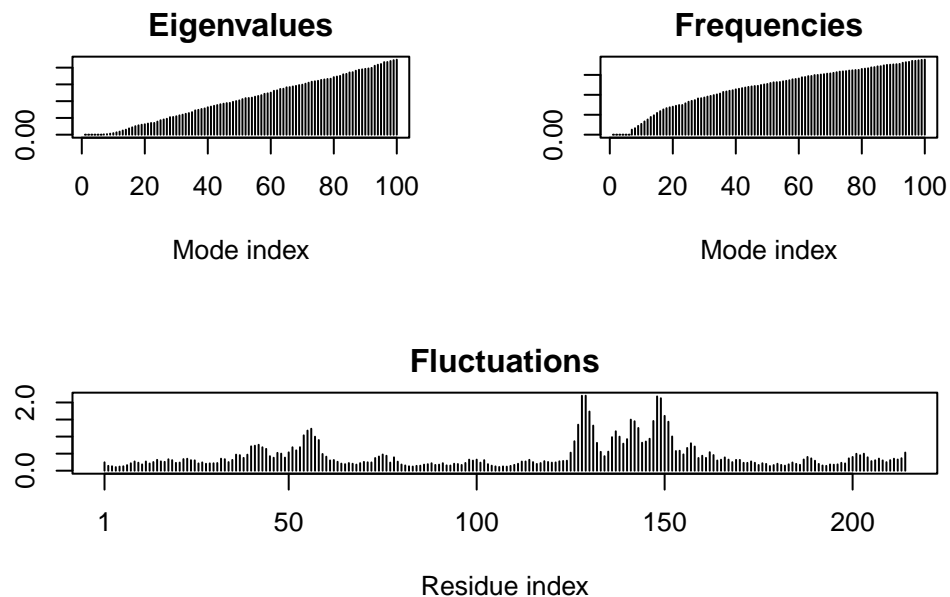 Eigenvalues
0.00
0 20 40 60 80 100
Mode index
Frequencies
0.00
0 20 40 60 80 100
Mode index
Fluctuations
0.0 2.0
1 50 100 150 200
Residue index